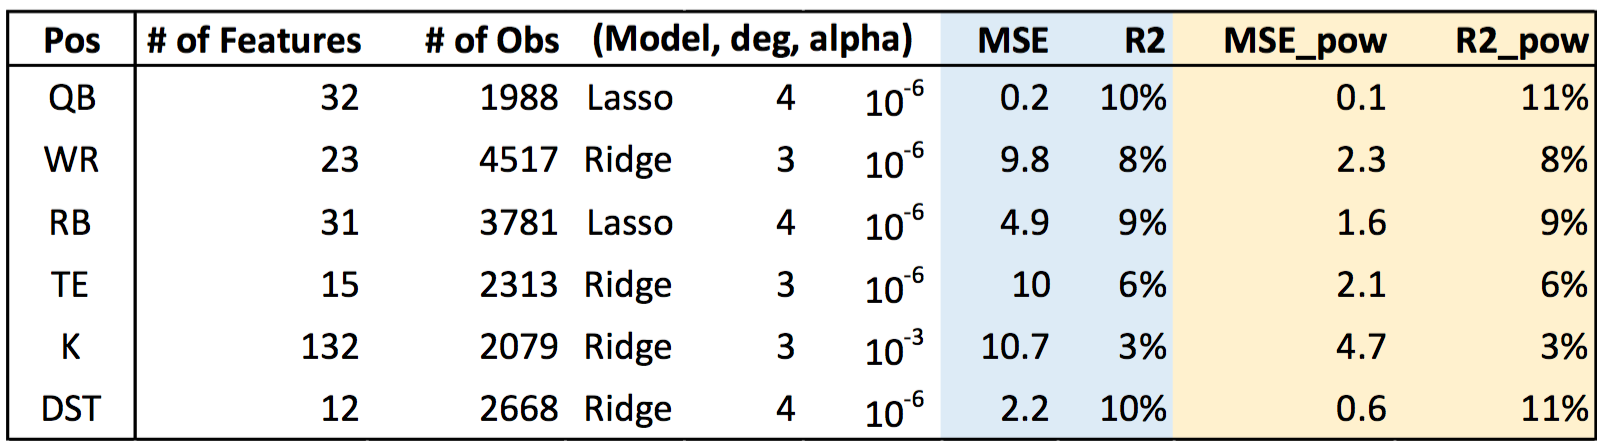 Pos # of Features # of Obs (Model, deg, alpha) MSE R2 MSE_pow R2_pow
QB 32 1988 Lasso 4 10-6 0.2 10% 0.1 11%
WR 23 4517 Ridge 3 10-6 9.8 8% 2.3 8%
RB 31 3781 Lasso 4 10-6 4.9 9% 1.6 9%
TE 15 2313 Ridge 3 10-6 10 6% 2.1 6%
K 132 2079 Ridge 3 10-3 10.7 3% 4.7 3%
DST 12 2668 Ridge 4 10-6 2.2 10% 0.6 11%